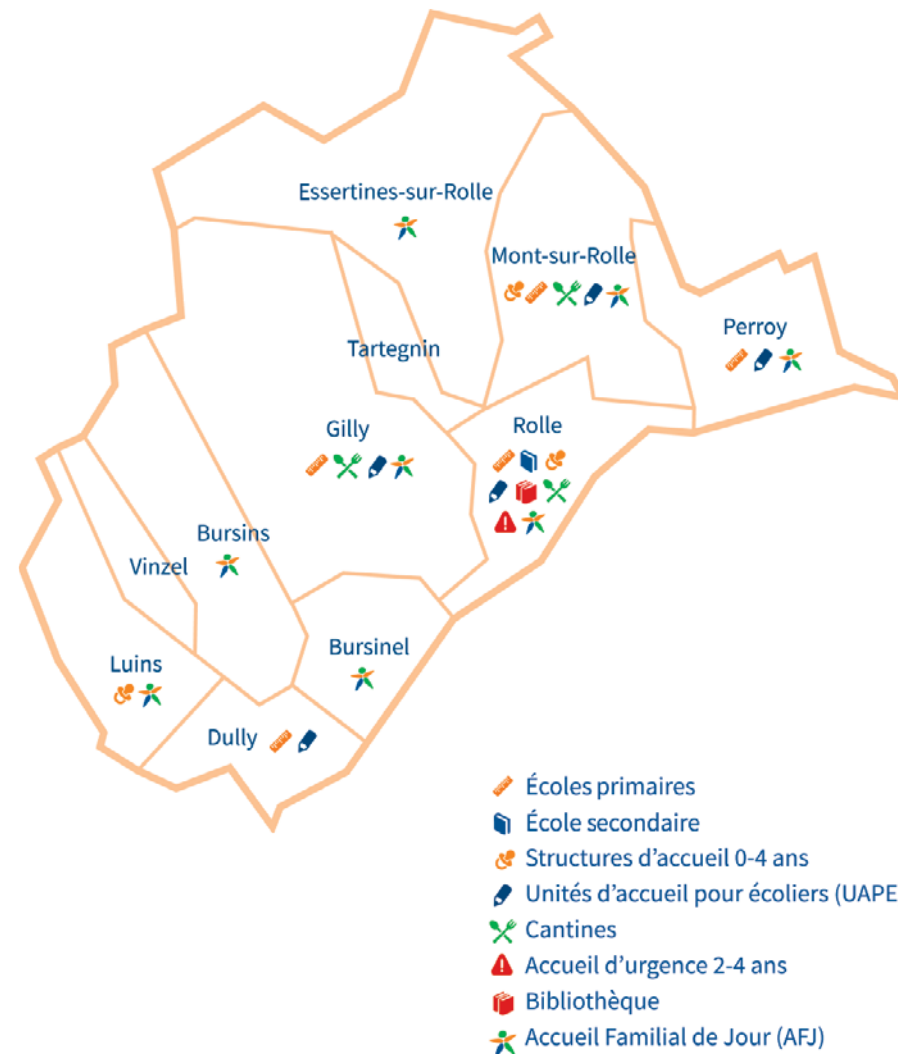 Essertines-sur-Rolle
Mont-sur-Rolle
Perroy
Tartegnin
Gilly
Rolle
Bursins
Vinzel
Bursinel
Luins
Dully
Écoles primaires
École secondaire
Structures d'accueil 0-4 ans
Unités d'accueil pour écoliers (UAPE
Cantines
Accueil d'urgence 2-4 ans
Bibliothèque
Accueil Familial de Jour (AFJ)